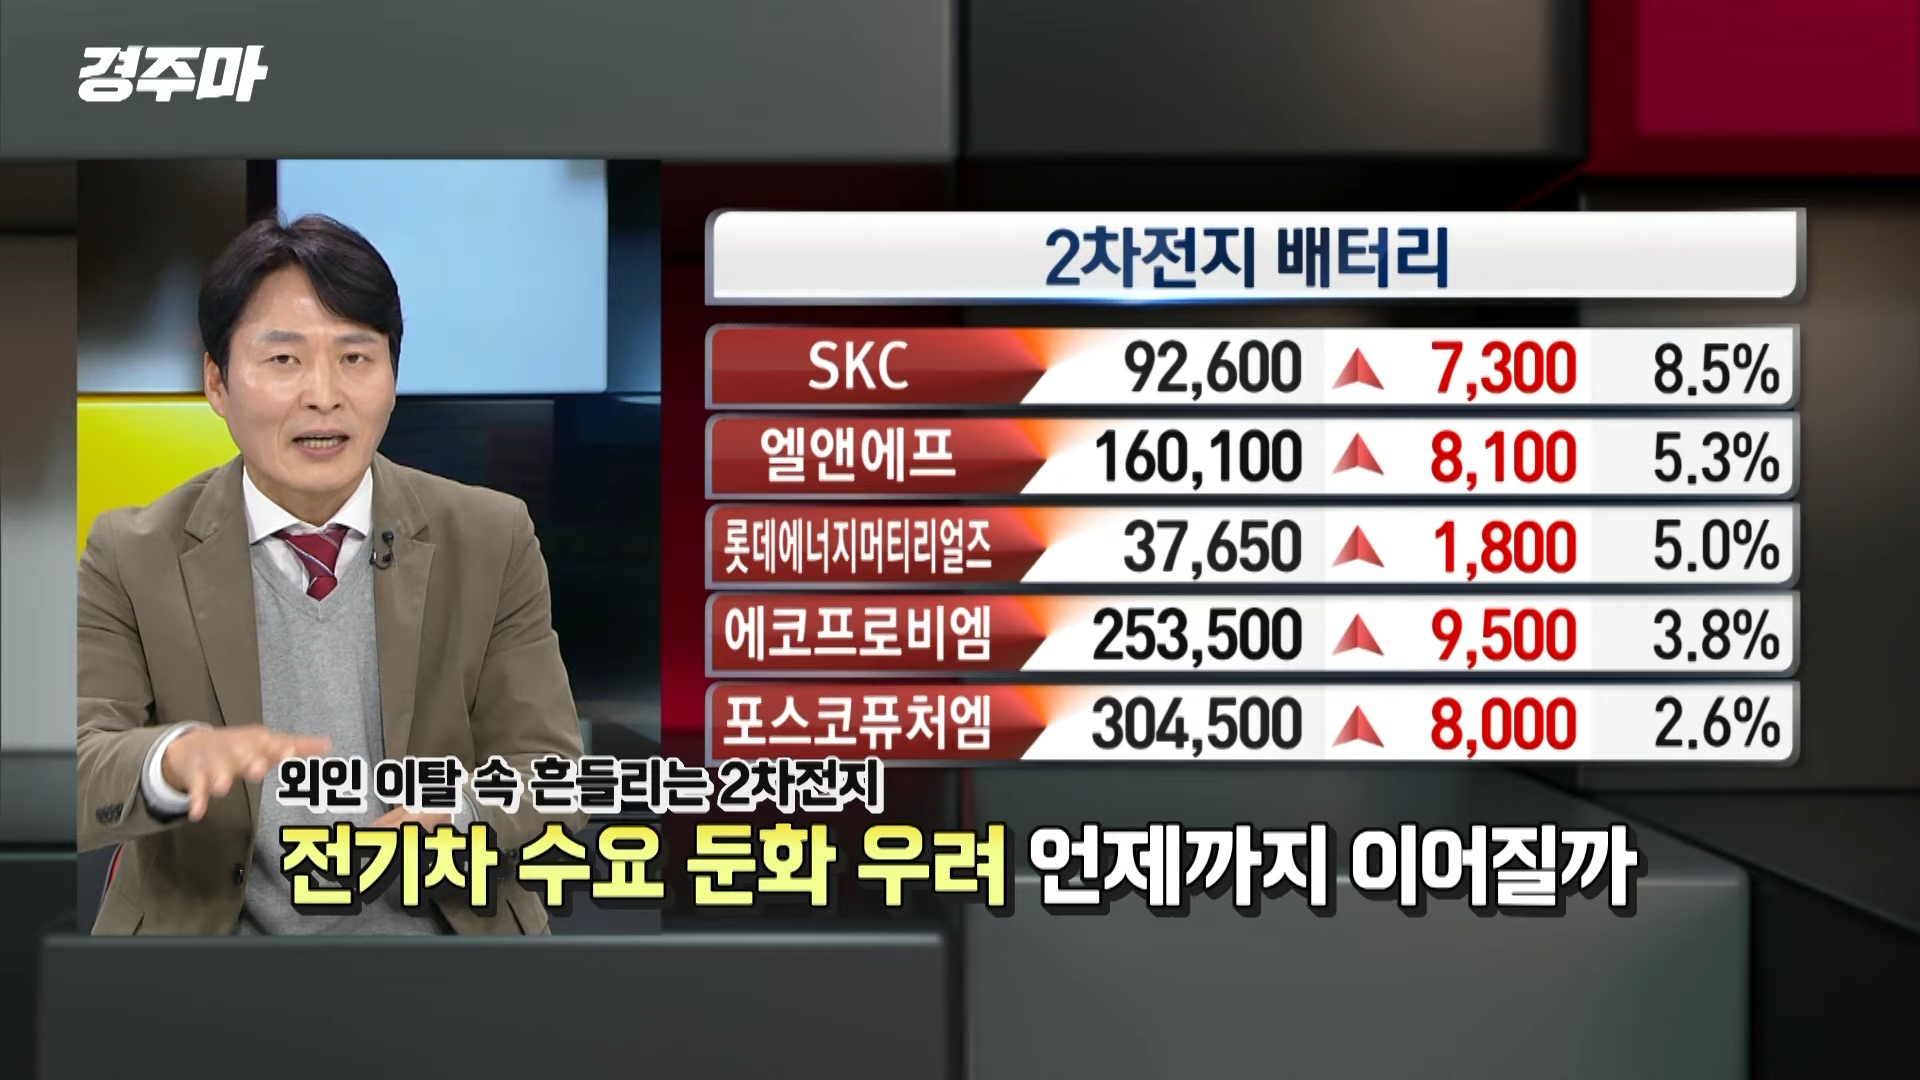 경주마
2차전지 배터리
SKC 92,600 ▲ 7,300 8.5%
엘앤에프 160,100 ▲ 8,100 5.3%
롯데에너지머티리얼즈 37,650 ▲ 1,800 5.0%
에코프로비엠 253,500 ▲ 9,500 3.8%
포스코퓨처엠 304,500 ▲ 8,000 2.6%
외인 이탈 속 흔들리는 2차전지
전기차 수요 둔화 우려 언제까지 이어질까